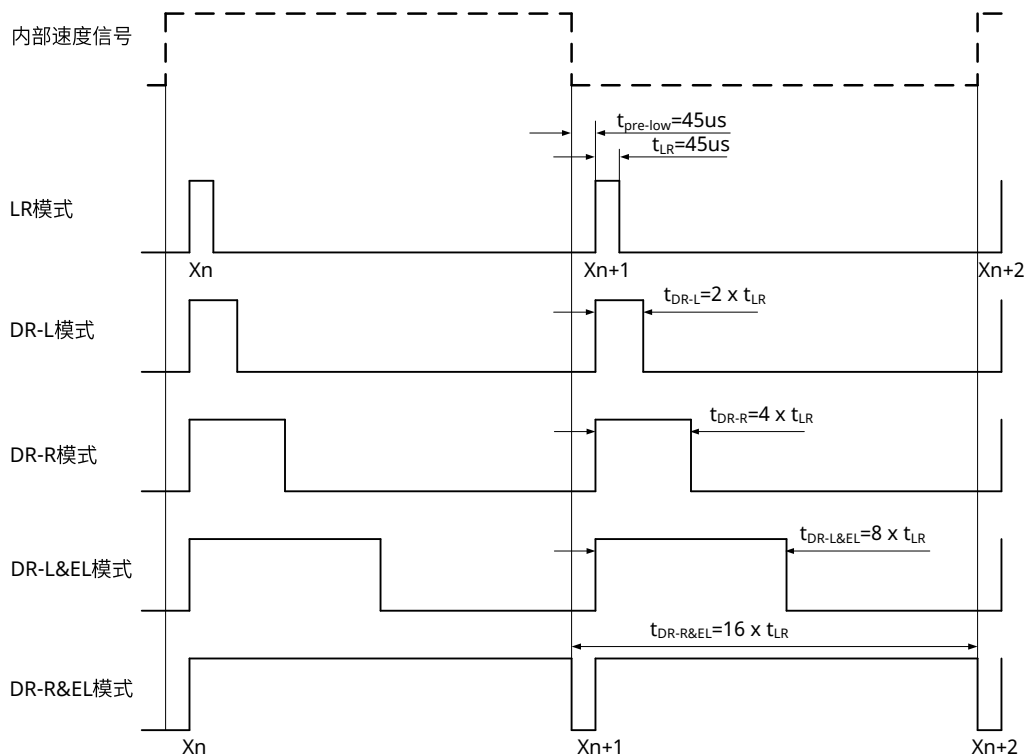 内部速度信号
tpre-low=45us
tLR=45us
LR模式
Xn
Xn+1
Xn+2
tDR-L=2 x tLR
DR-L模式
tDR-R=4 x tLR
DR-R模式
tDR-L&EL=8 x tLR
DR-L&EL模式
tDR-R&EL=16 x tLR
DR-R&EL模式
Xn
Xn+1
Xn+2